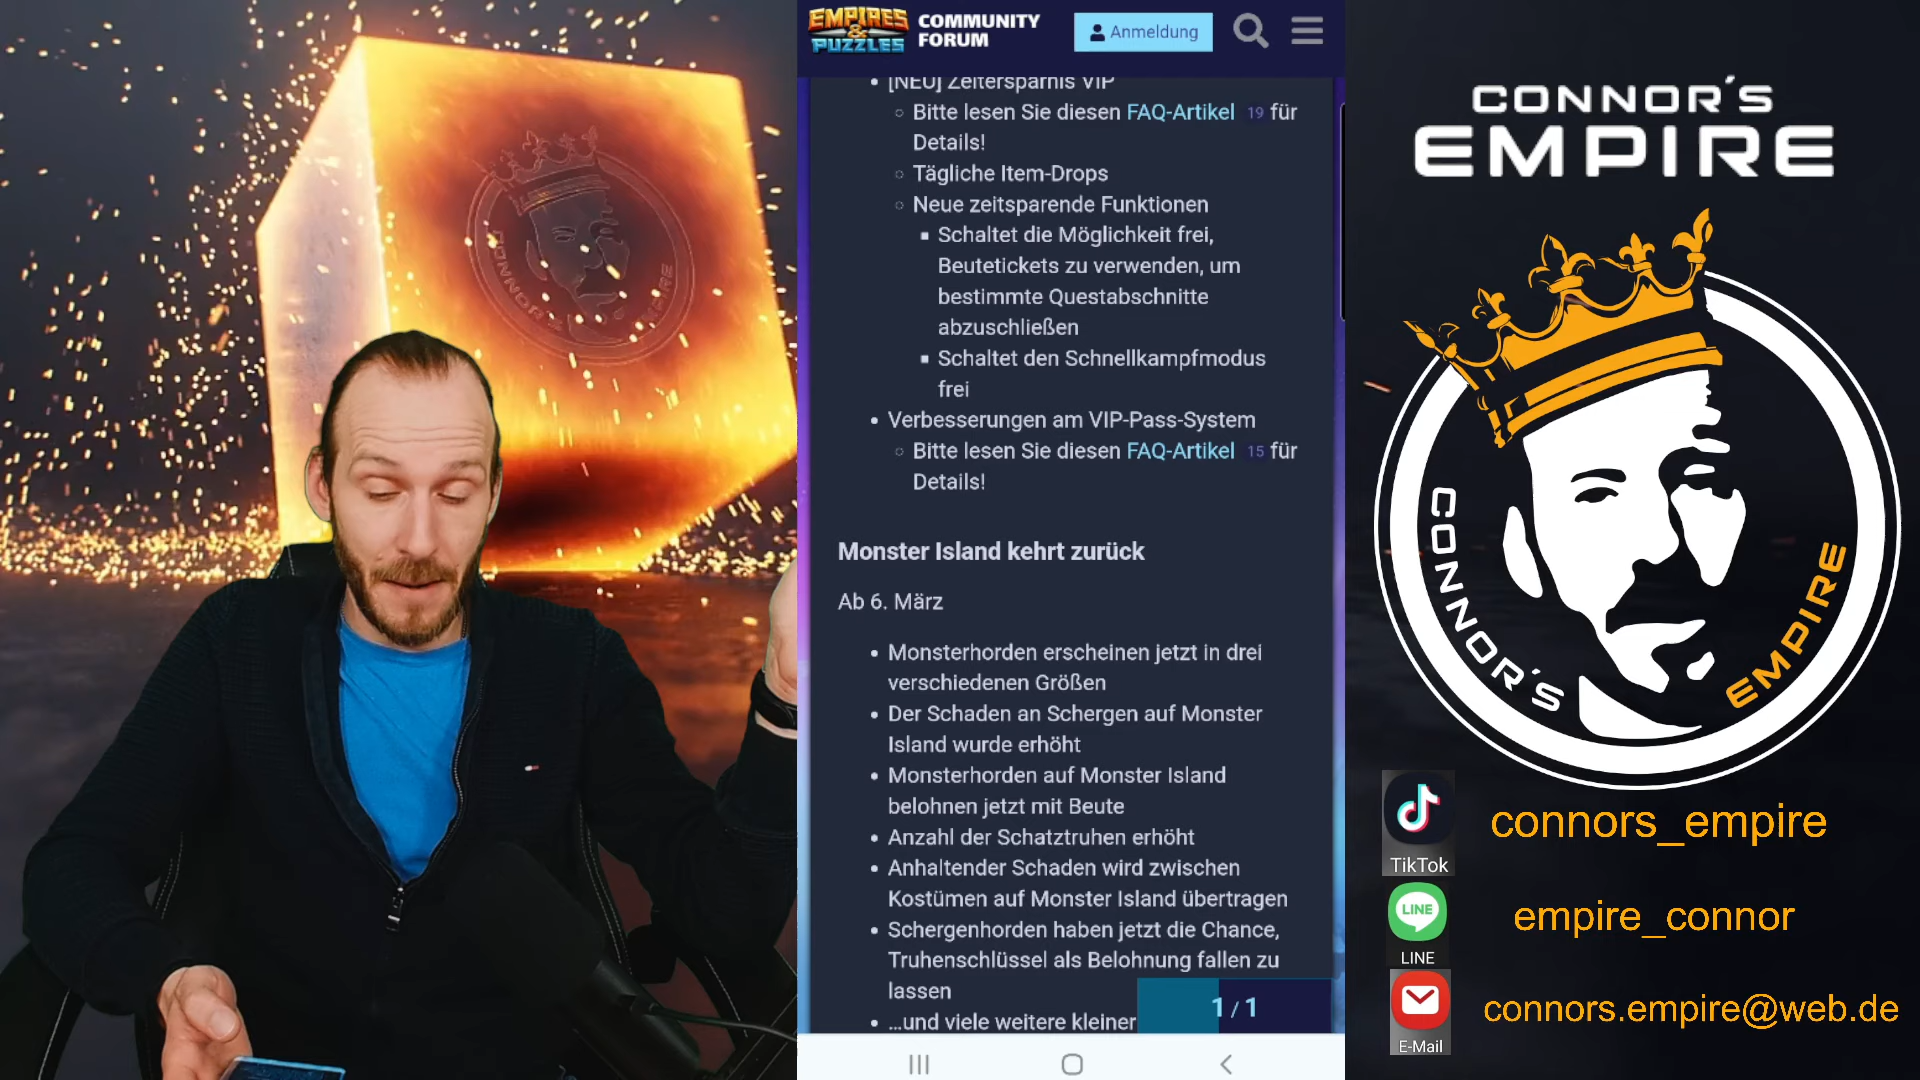 EMPIRES
&
PUZZLES
COMMUNITY
FORUM
Anmeldung
[NEU] Zeitersparnis VIP
Bitte lesen Sie diesen FAQ-Artikel 19 für
Details!
Tägliche Item-Drops
Neue zeitsparende Funktionen
Schaltet die Möglichkeit frei,
Beutetickets zu verwenden, um
bestimmte Questabschnitte
abzuschließen
Schaltet den Schnellkampfmodus
frei
Verbesserungen am VIP-Pass-System
Bitte lesen Sie diesen FAQ-Artikel 15 für
Details!
Monster Island kehrt zurück
Ab 6. März
Monsterhorden erscheinen jetzt in drei
verschiedenen Größen
Der Schaden an Schergen auf Monster
Island wurde erhöht
Monsterhorden auf Monster Island
belohnen jetzt mit Beute
Anzahl der Schatztruhen erhöht
Anhaltender Schaden wird zwischen
Kostümen auf Monster Island übertragen
Schergenhorden haben jetzt die Chance,
Truhenschlüssel als Belohnung fallen zu
lassen
...und viele weitere kleiner
1 / 1
CONNOR'S
EMPIRE
CONNOR'S EMPIRE
TikTok
connors_empire
LINE
LINE
empire_connor
E-Mail
connors.empire@web.de
CONNOR'S EMPIRE